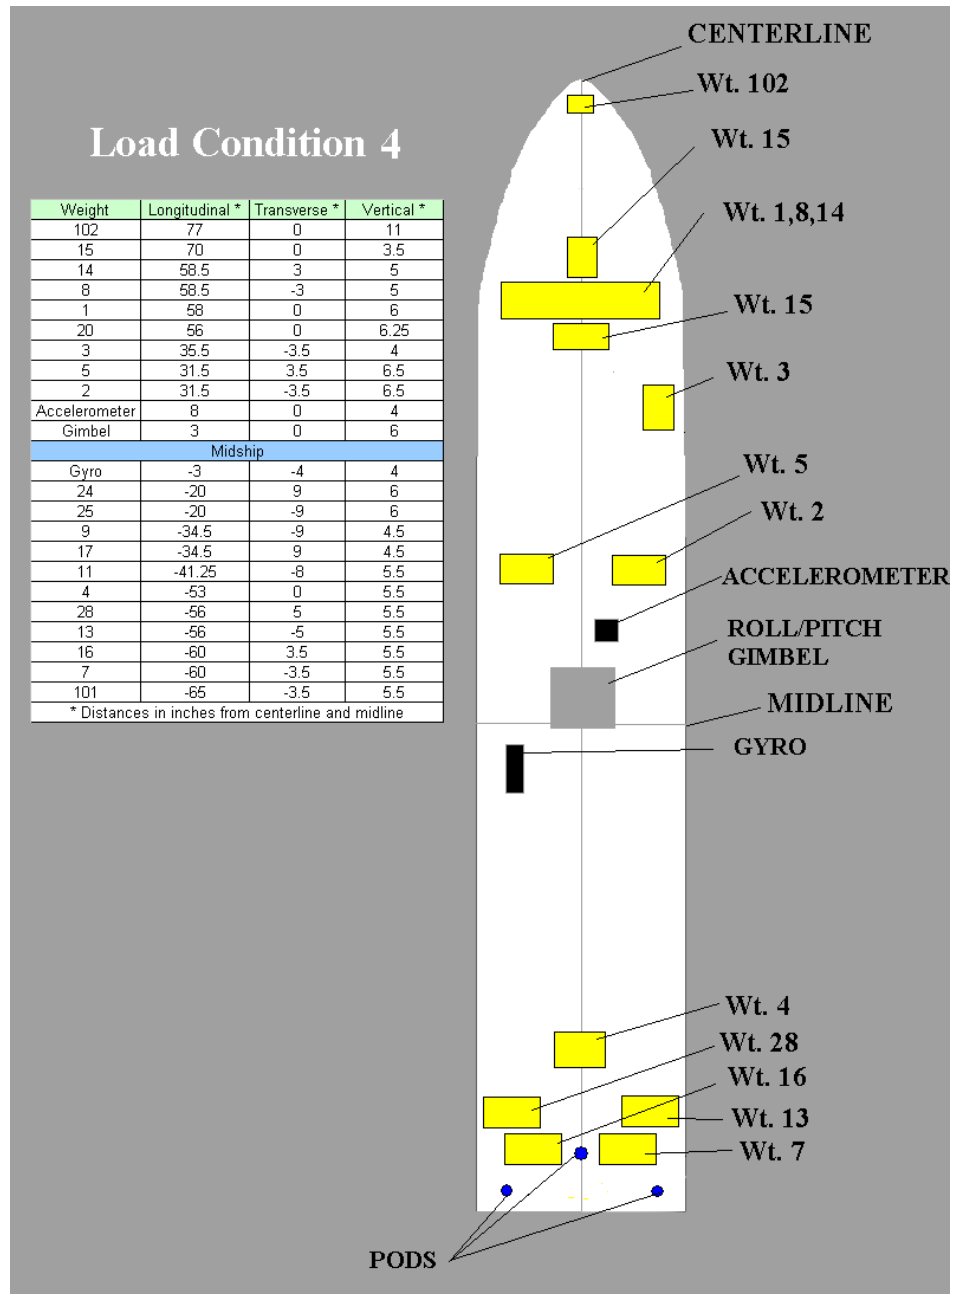 CENTERLINE
Wt. 102
Load Condition 4
Wt. 15
Wt. 1,8,14
Wt. 15
Wt. 3
Wt. 5
Wt. 2
ACCELEROMETER
ROLL/PITCH
GIMBEL
MIDLINE
GYRO
Wt. 4
Wt. 28
Wt. 16
Wt. 13
Wt. 7
PODS
Weight Longitudinal * Transverse * Vertical *
102 77 0 11
15 70 0 3.5
14 58.5 3 5
8 58.5 -3 5
1 58 0 6
20 56 0 6.25
3 35.5 -3.5 4
5 31.5 3.5 6.5
2 31.5 -3.5 6.5
Accelerometer 8 0 4
Gimbel 3 0 6
Midship
Gyro -3 -4 4
24 -20 9 6
25 -20 -9 6
9 -34.5 -9 4.5
17 -34.5 9 4.5
11 -41.25 -8 5.5
4 -53 0 5.5
28 -56 5 5.5
13 -56 -5 5.5
16 -60 3.5 5.5
7 -60 -3.5 5.5
101 -65 -3.5 5.5
* Distances in inches from centerline and midline